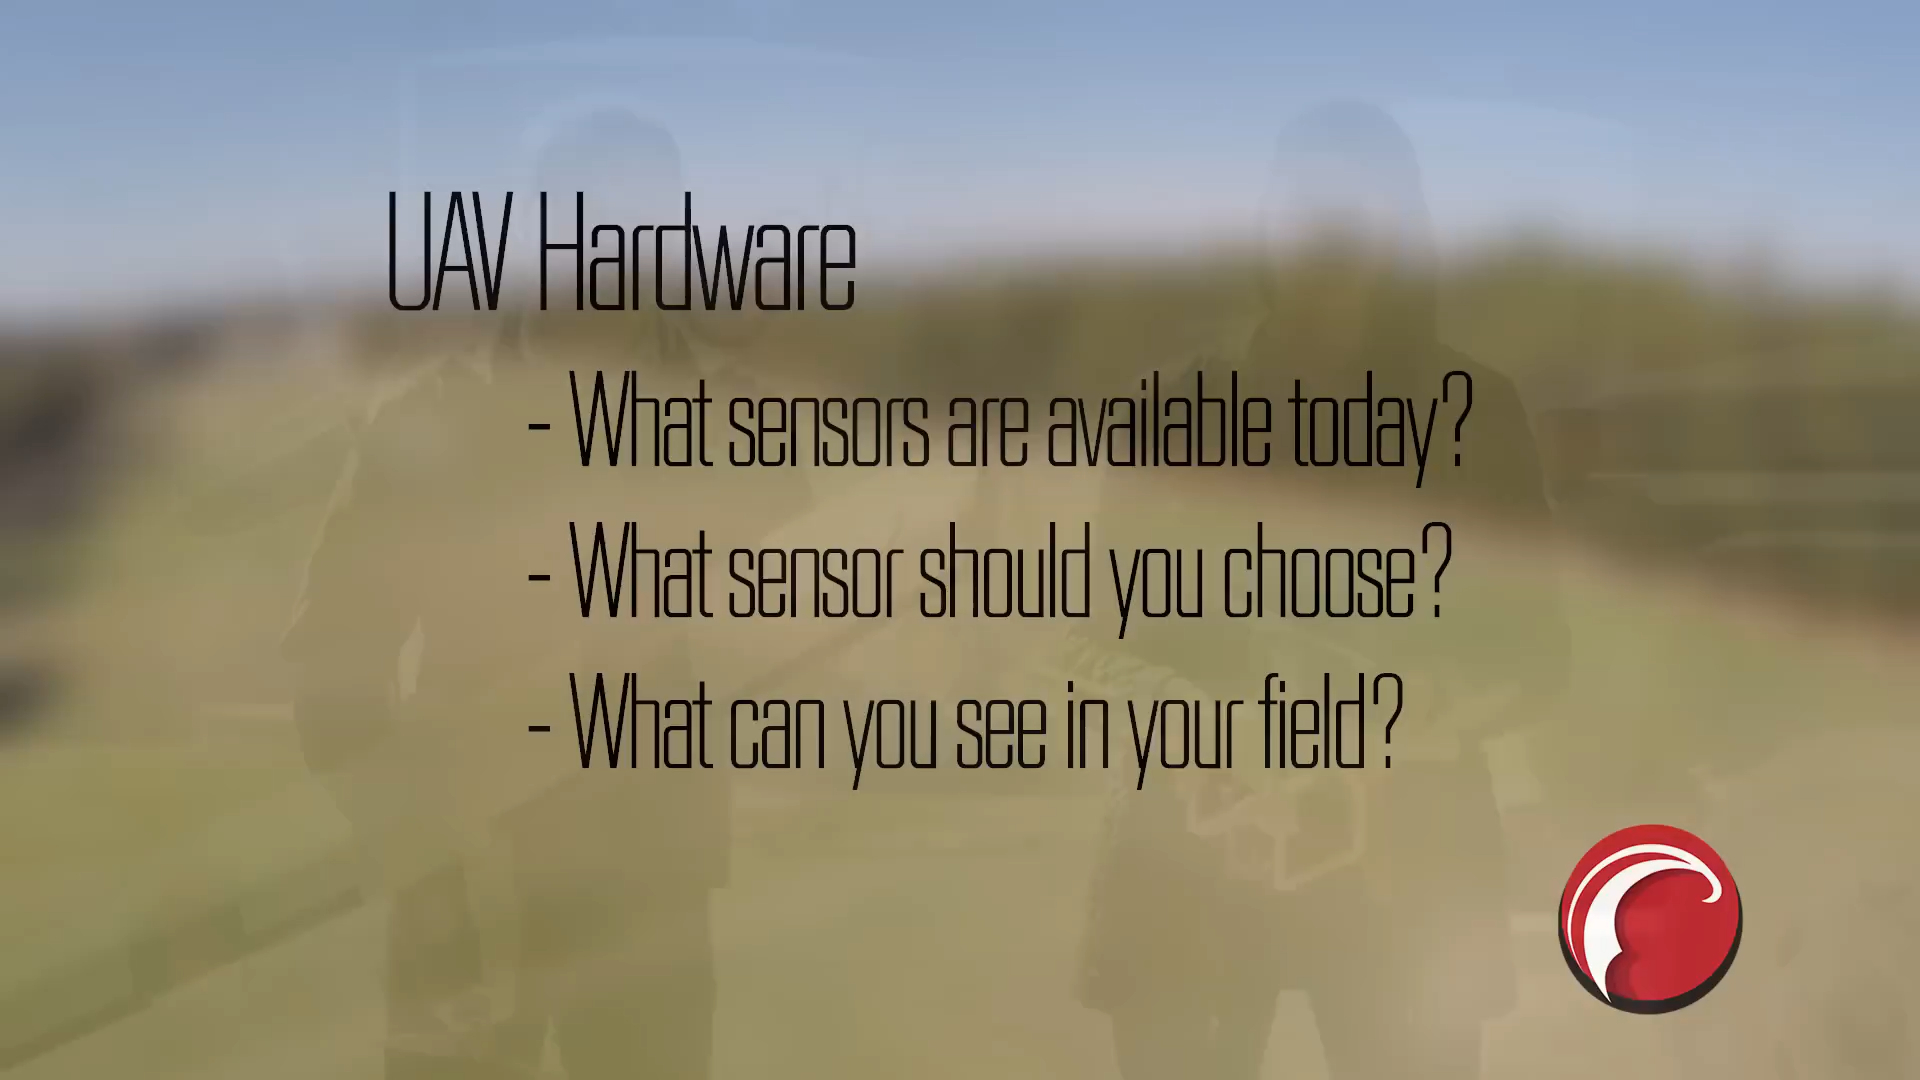 UAV Hardware
- What sensors are available today?
- What sensor should you choose?
- What can you see in your field?